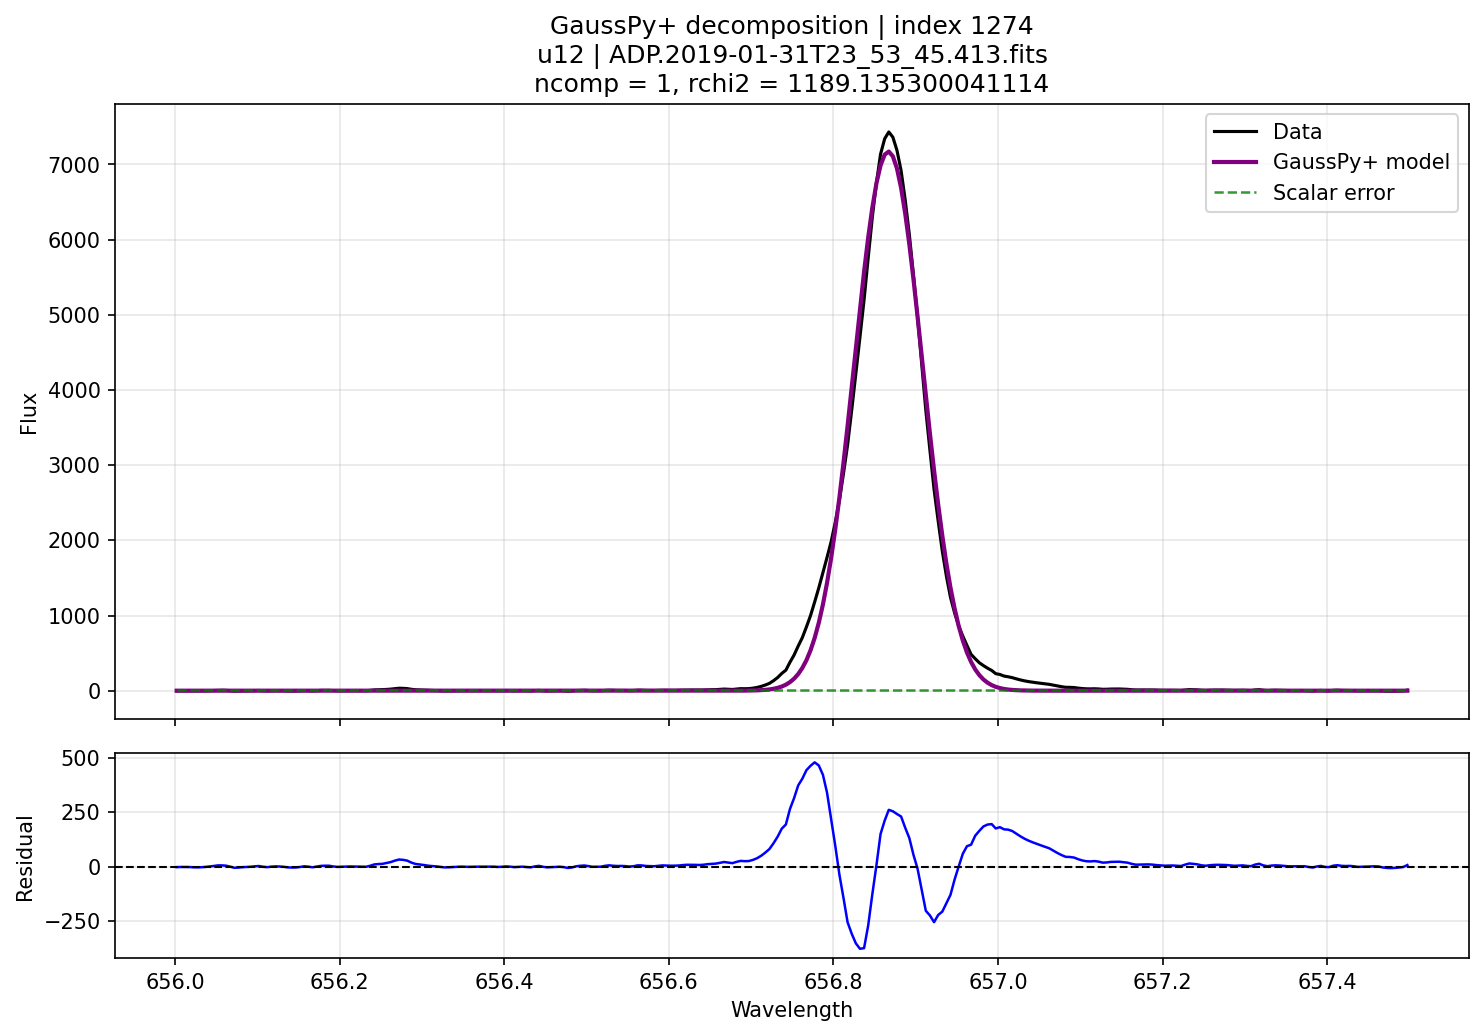 GaussPy+ decomposition | index 1274
u12 | ADP.2019-01-31T23_53_45.413.fits
ncomp = 1, rchi2 = 1189.135300041114
Data
GaussPy+ model
Scalar error
7000
6000
5000
4000
3000
2000
1000
0
Flux
500
250
0
−250
Residual
656.0
656.2
656.4
656.6
656.8
657.0
657.2
657.4
Wavelength